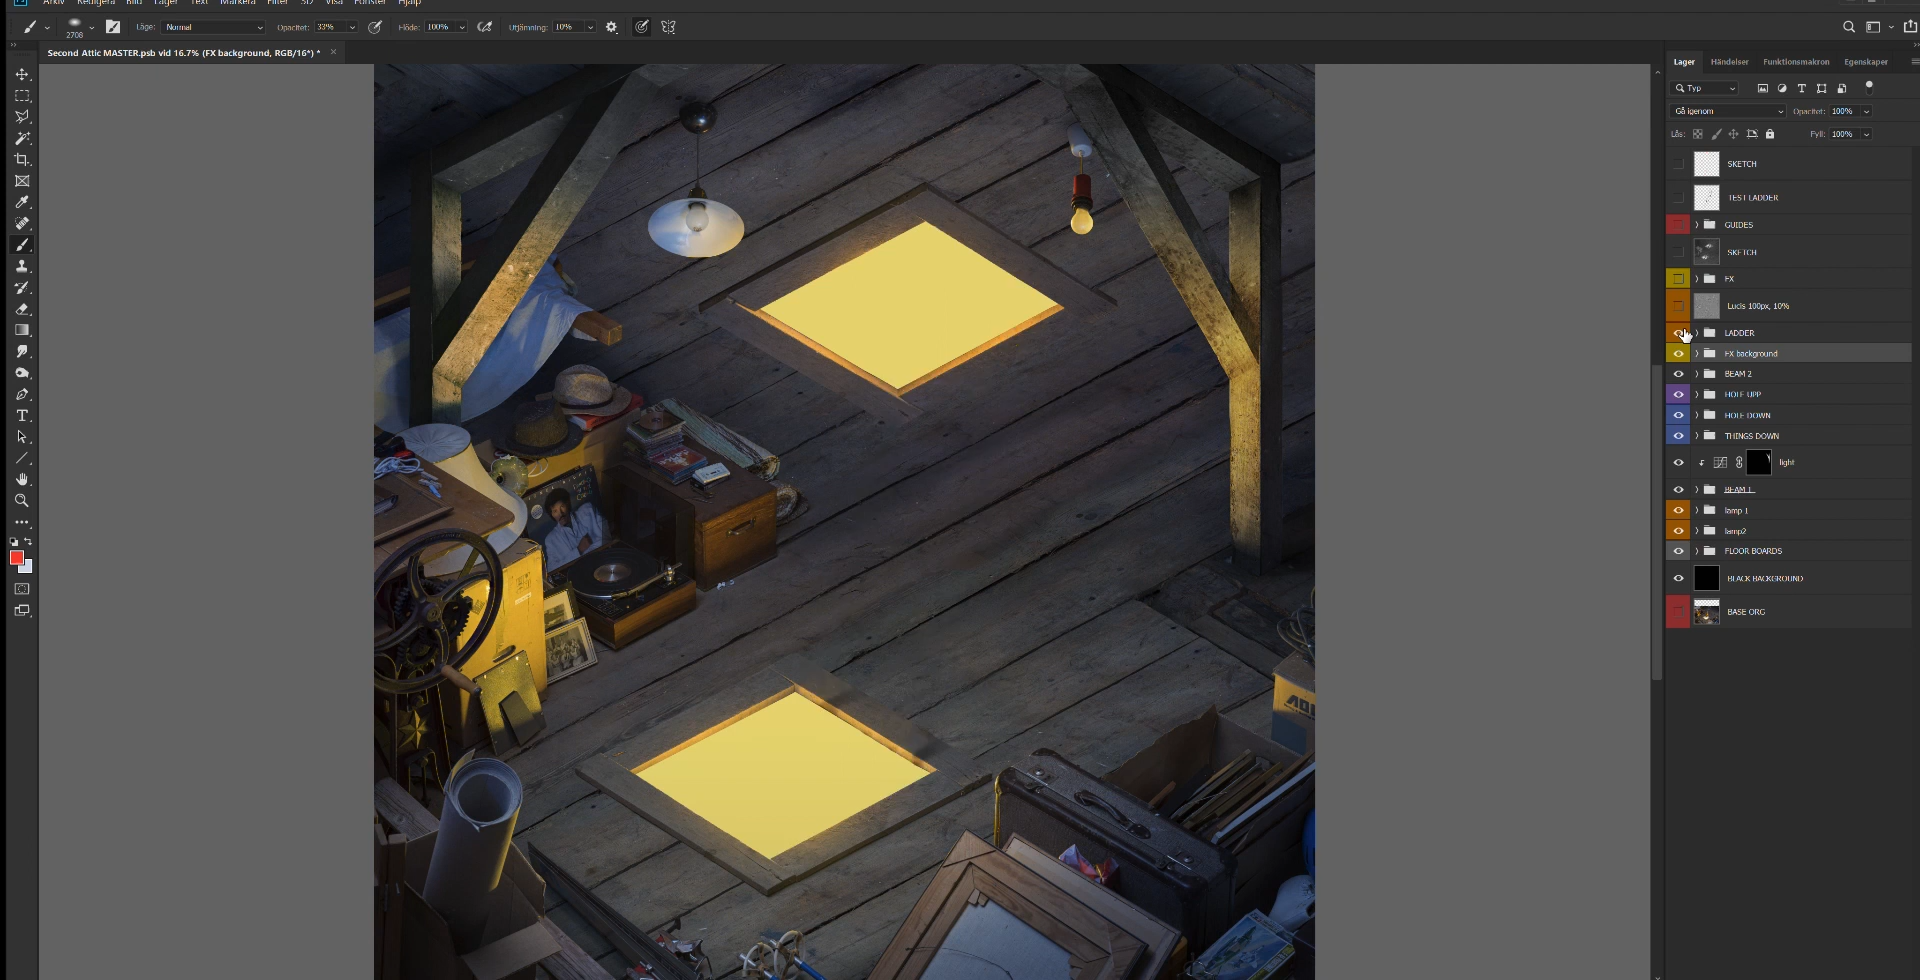 Arkiv Redigera Bild Lager Text Markera Filter 3D Visa Fönster Hjälp
2708 Läge: Normal Opacitet: 33% Flöde: 100% Utjämning: 10%
Second Attic MASTER.psb vid 16.7% (FX background, RGB/16*) *
Lager Händelser Funktionsmakron Egenskaper
Typ
Gå igenom Opacitet: 100%
Lås: Fyll: 100%
SKETCH
TEST LADDER
GUIDES
SKETCH
FX
Lucis 100px, 10%
LADDER
FX background
BEAM 2
HOLE UPP
HOLE DOWN
THINGS DOWN
light
BEAM 1
lamp 1
lamp2
FLOOR BOARDS
BLACK BACKGROUND
BASE ORG